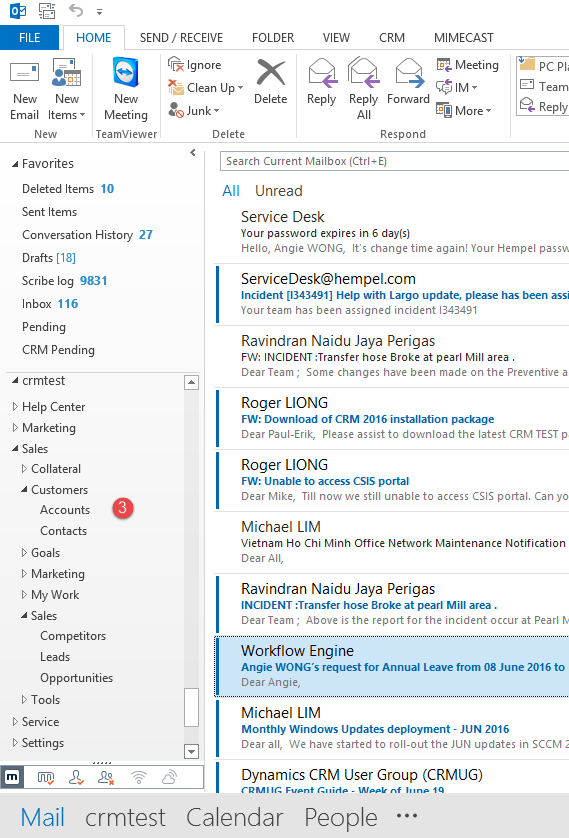 FILE HOME SEND / RECEIVE FOLDER VIEW CRM MIMECAST
New Email
New Items
New
New Meeting
TeamViewer
Ignore
Clean Up
Junk
Delete
Delete
Reply
Reply All
Forward
Meeting
IM
More
Respond
PC Pl
Team
Reply
Favorites
Deleted Items 10
Sent Items
Conversation History 27
Drafts [18]
Scribe log 9831
Inbox 116
Pending
CRM Pending
crmtest
Help Center
Marketing
Sales
Collateral
Customers
Accounts
3
Contacts
Goals
Marketing
My Work
Sales
Competitors
Leads
Opportunities
Tools
Service
Settings
Search Current Mailbox (Ctrl+E)
All Unread
Service Desk
Your password expires in 6 day(s)
Hello, Angie WONG, It's change time again! Your Hempel passw
ServiceDesk@hempel.com
Incident [I343491] Help with Largo update, please has been assi
Your team has been assigned incident I343491
Ravindran Naidu Jaya Perigas
FW: INCIDENT :Transfer hose Broke at pearl Mill area .
Dear Team ; Some changes have been made on the Preventive a
Roger LIONG
FW: Download of CRM 2016 installation package
Dear Paul-Erik, Please assist to download the latest CRM TEST p
Roger LIONG
FW: Unable to access CSIS portal
Dear Mike, Till now we still unable to access CSIS portal. Can yo
Michael LIM
Vietnam Ho Chi Minh Office Network Maintenance Notification
Dear All,
Ravindran Naidu Jaya Perigas
INCIDENT :Transfer hose Broke at pearl Mill area .
Dear Team ; Above is the report for the incident occur at Pearl M
Workflow Engine
Angie WONG's request for Annual Leave from 08 June 2016 to
Dear Angie,
Michael LIM
Monthly Windows Updates deployment - JUN 2016
Dear all, We have started to roll-out the JUN updates in SCCM 2
Dynamics CRM User Group (CRMUG)
CRMUG Event Guide - Week of June 19
Mail crmtest Calendar People ···